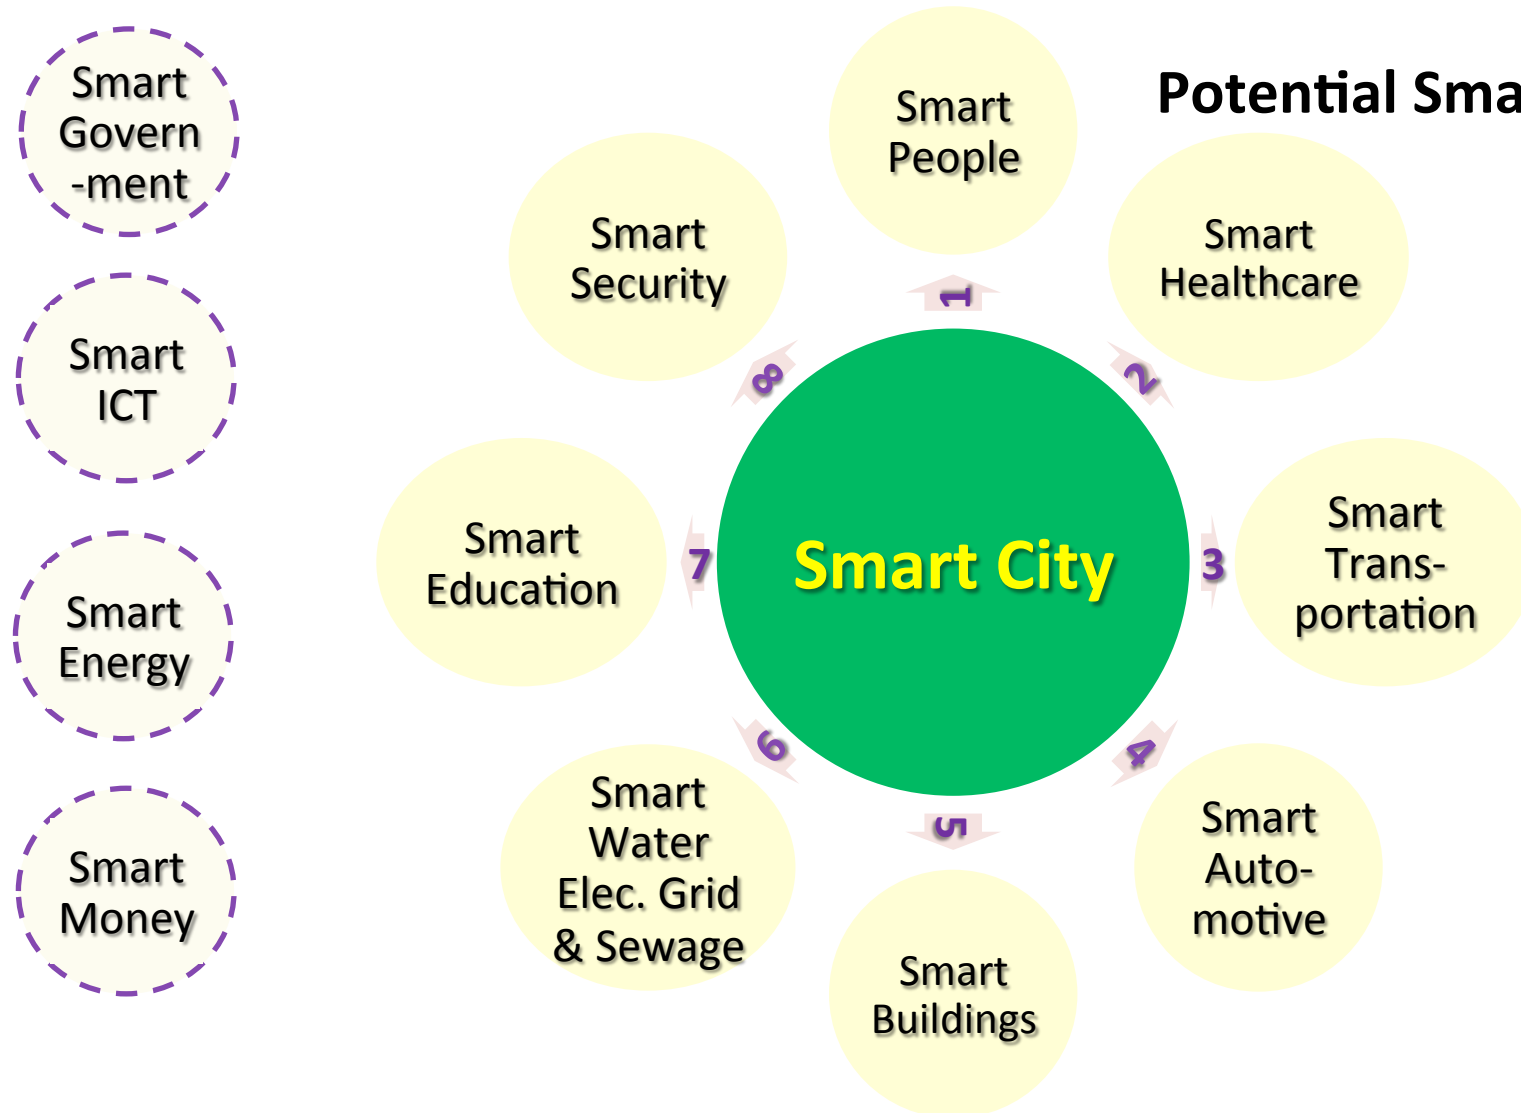 Potential Sma
Smart
Govern
-ment
Smart
ICT
Smart
Energy
Smart
Money
Smart City
1
Smart
People
2
Smart
Healthcare
3
Smart
Trans-
portation
4
Smart
Auto-
motive
5
Smart
Buildings
6
Smart
Water
Elec. Grid
& Sewage
7
Smart
Education
8
Smart
Security